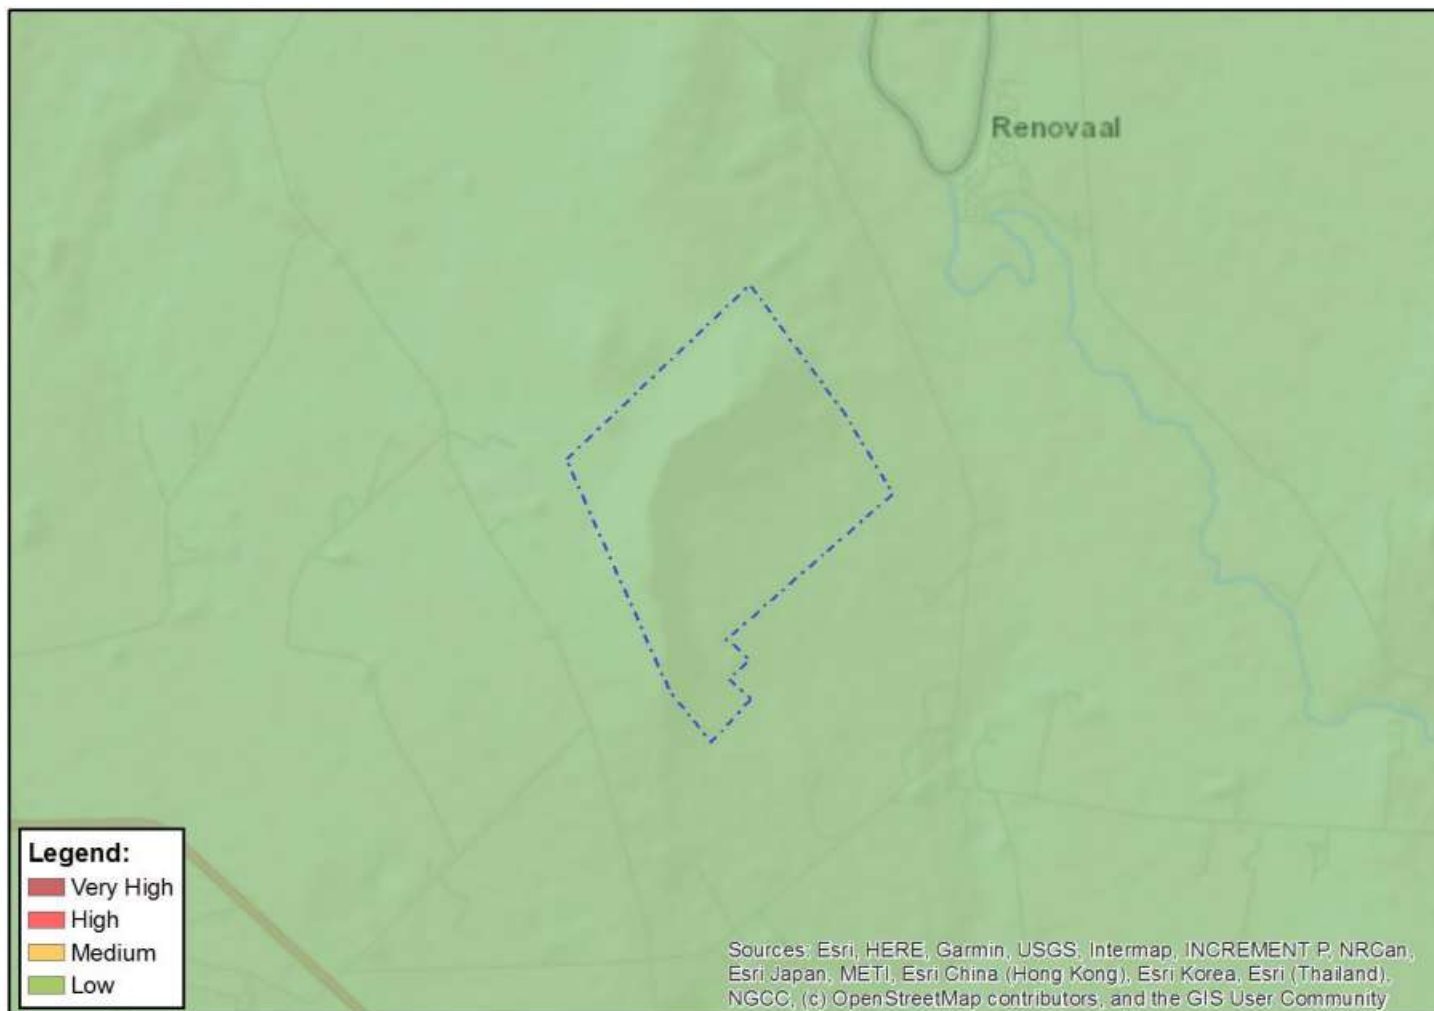 Renovaal
Legend:
Very High
High
Medium
Low
Sources: Esri, HERE, Garmin, USGS, Intermap, INCREMENT P, NRCan,
Esri Japan, METI, Esri China (Hong Kong), Esri Korea, Esri (Thailand),
NGCC, (c) OpenStreetMap contributors, and the GIS User Community